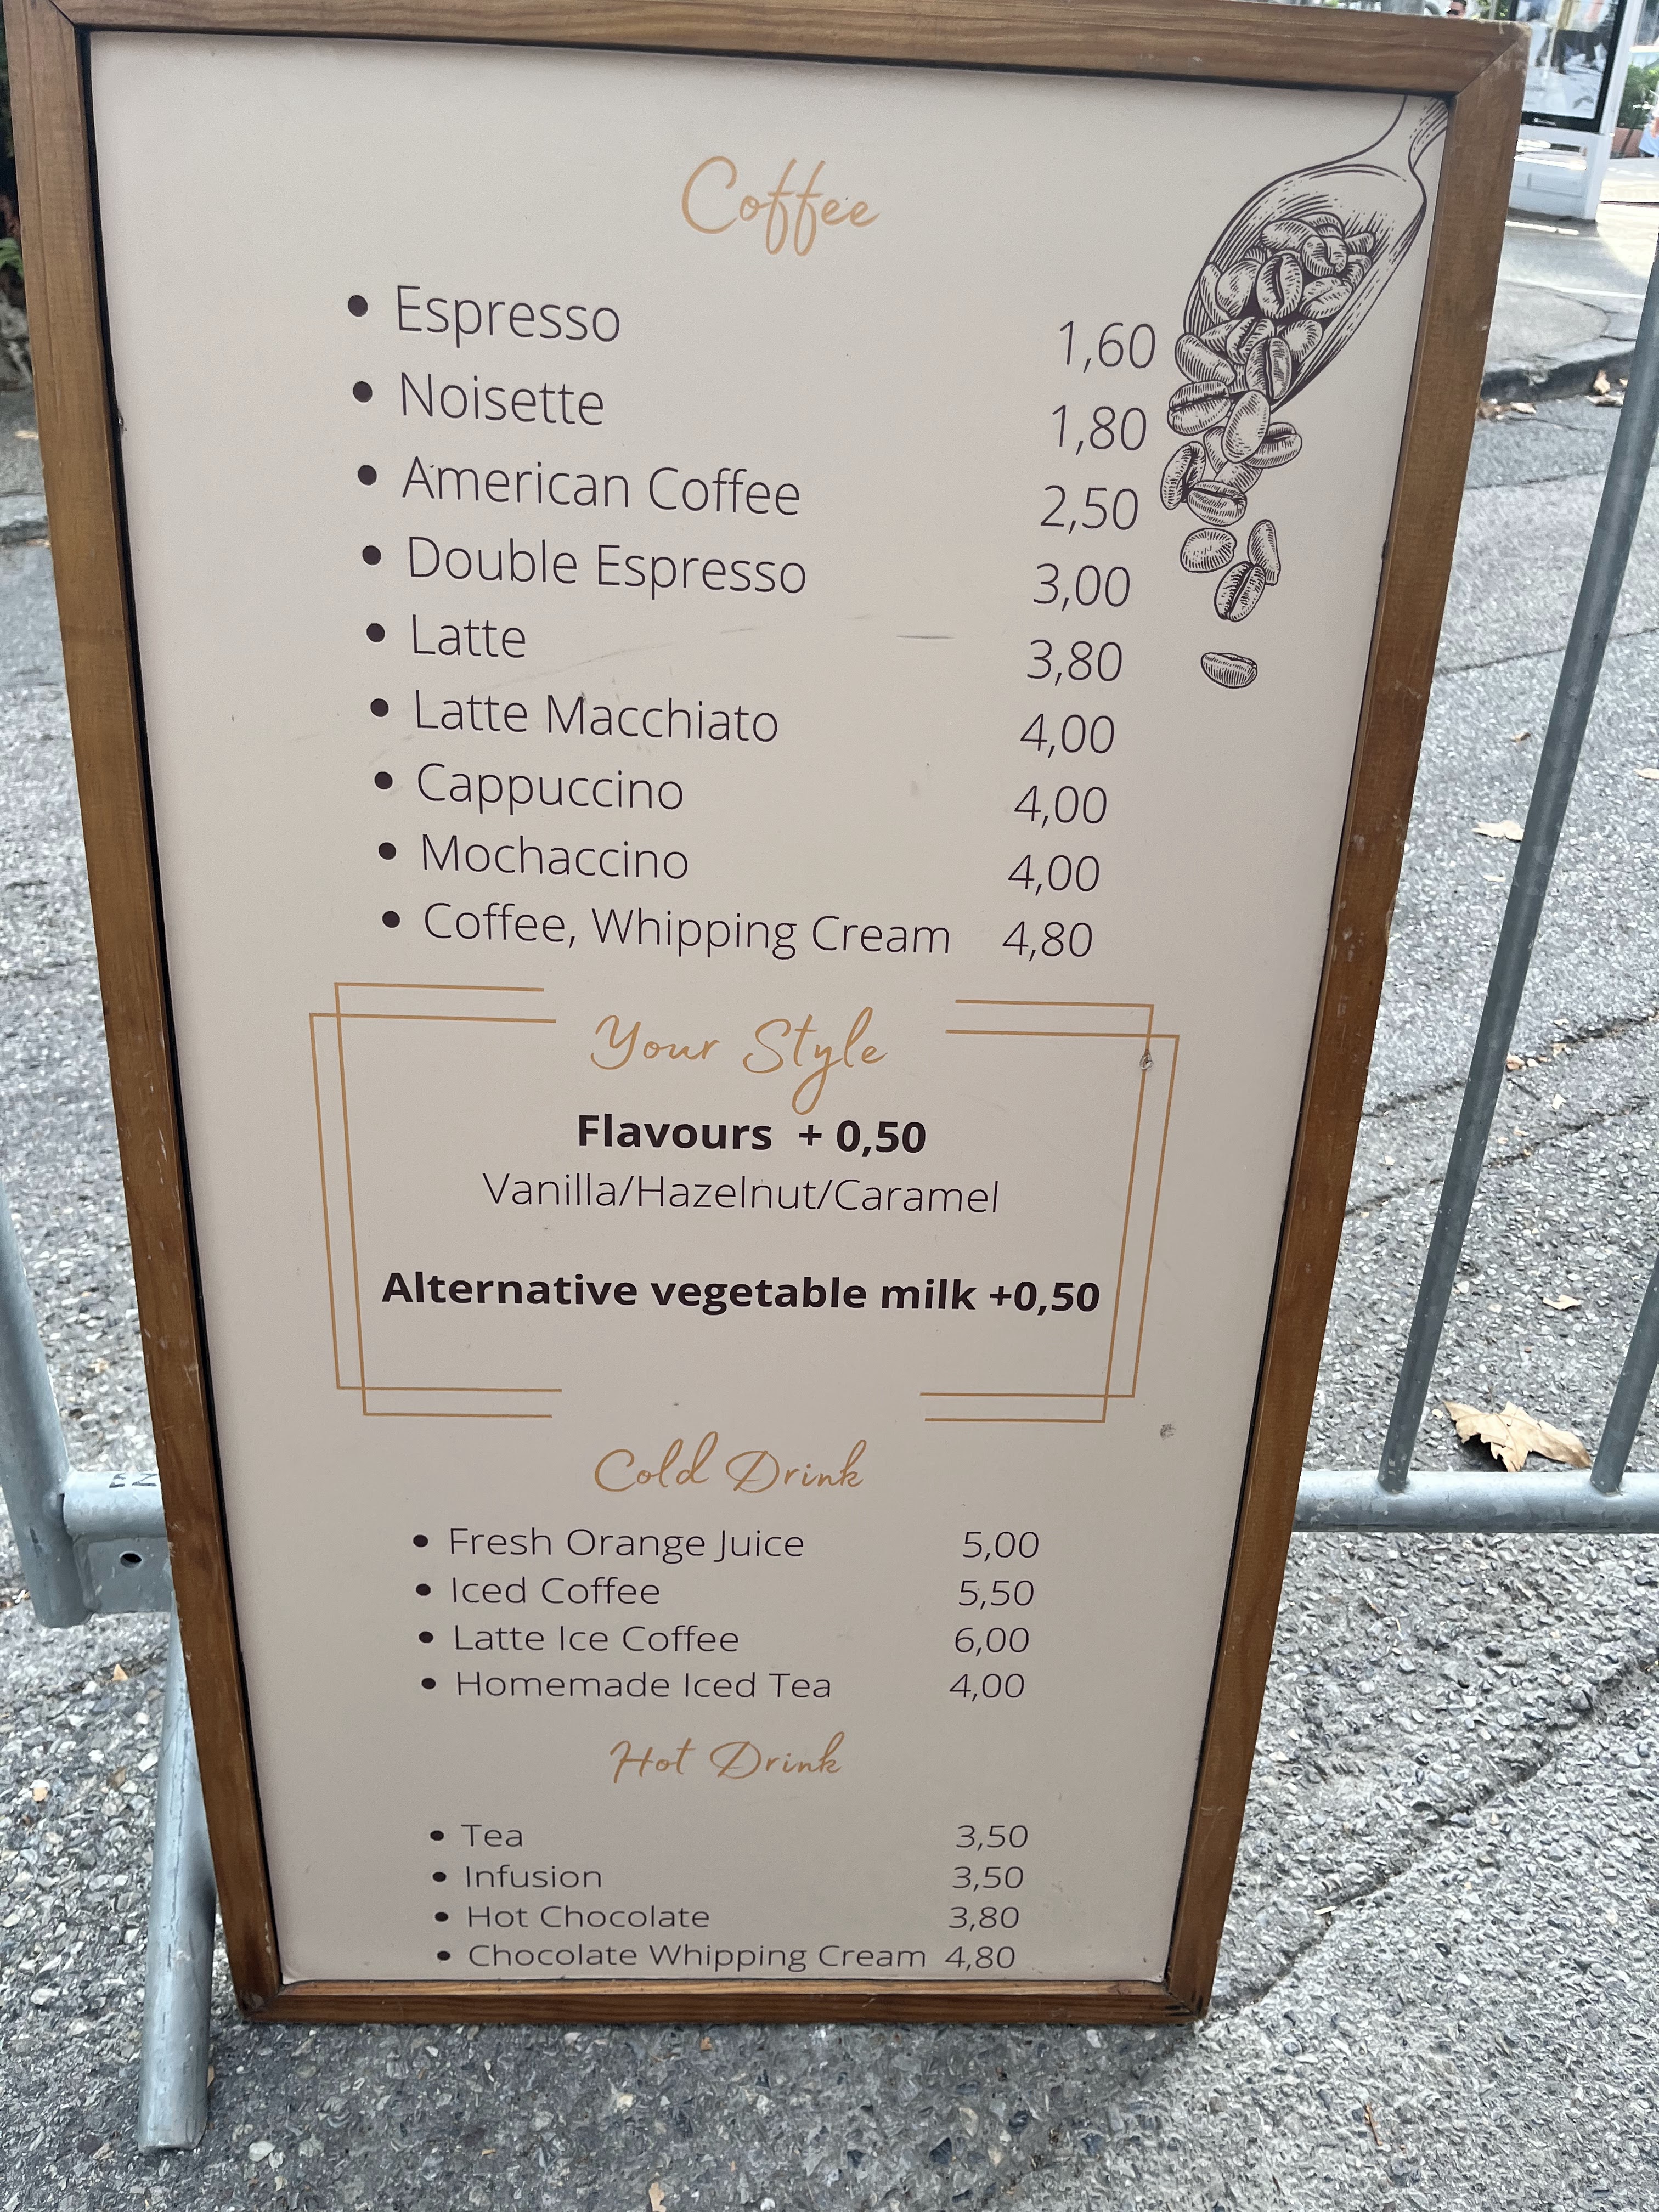 Coffee
• Espresso 1,60
• Noisette 1,80
• American Coffee 2,50
• Double Espresso 3,00
• Latte 3,80
• Latte Macchiato 4,00
• Cappuccino 4,00
• Mochaccino 4,00
• Coffee, Whipping Cream 4,80
Your Style
Flavours + 0,50
Vanilla/Hazelnut/Caramel
Alternative vegetable milk +0,50
Cold Drink
• Fresh Orange Juice 5,00
• Iced Coffee 5,50
• Latte Ice Coffee 6,00
• Homemade Iced Tea 4,00
Hot Drink
• Tea 3,50
• Infusion 3,50
• Hot Chocolate 3,80
• Chocolate Whipping Cream 4,80